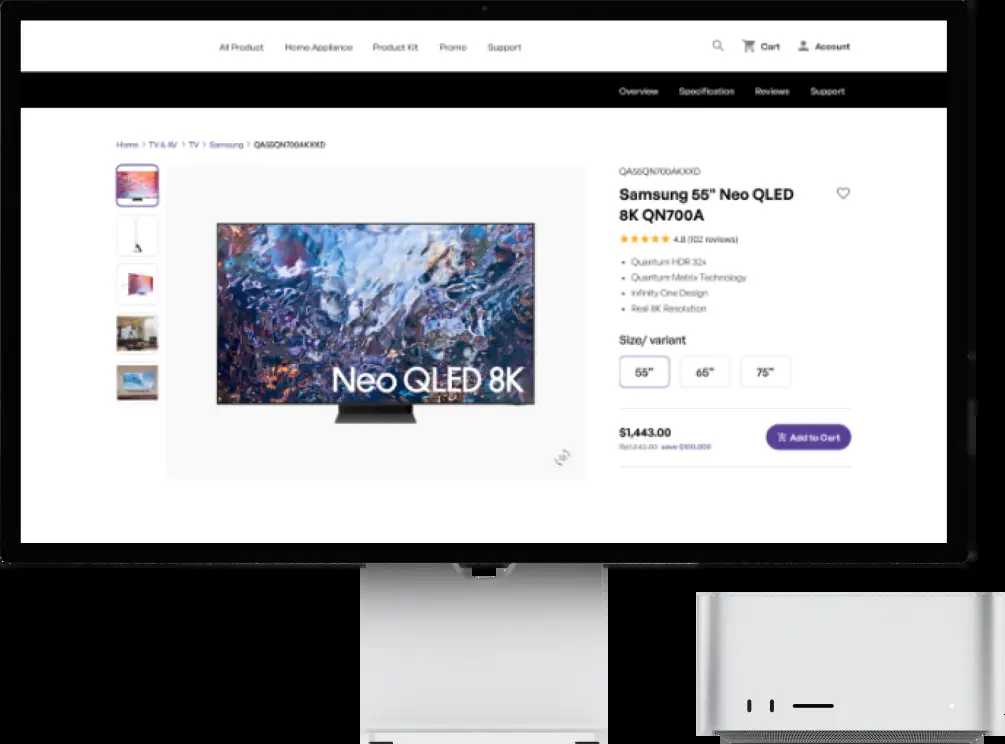 All Product Home Appliance Product Kit Promo Support Cart Account
Overview Specification Reviews Support
Home > TV & AV > TV > Samsung > QA55QN700AKXXD
QA55QN700AKXXD
Samsung 55" Neo QLED
8K QN700A
4.8 (102 reviews)
• Quantum HDR 32x
• Quantum Matrix Technology
• Infinity One Design
• Real 8K Resolution
Neo QLED 8K
Size/ variant
55" 65" 75"
$1,443.00
save $100.000
Add to Cart